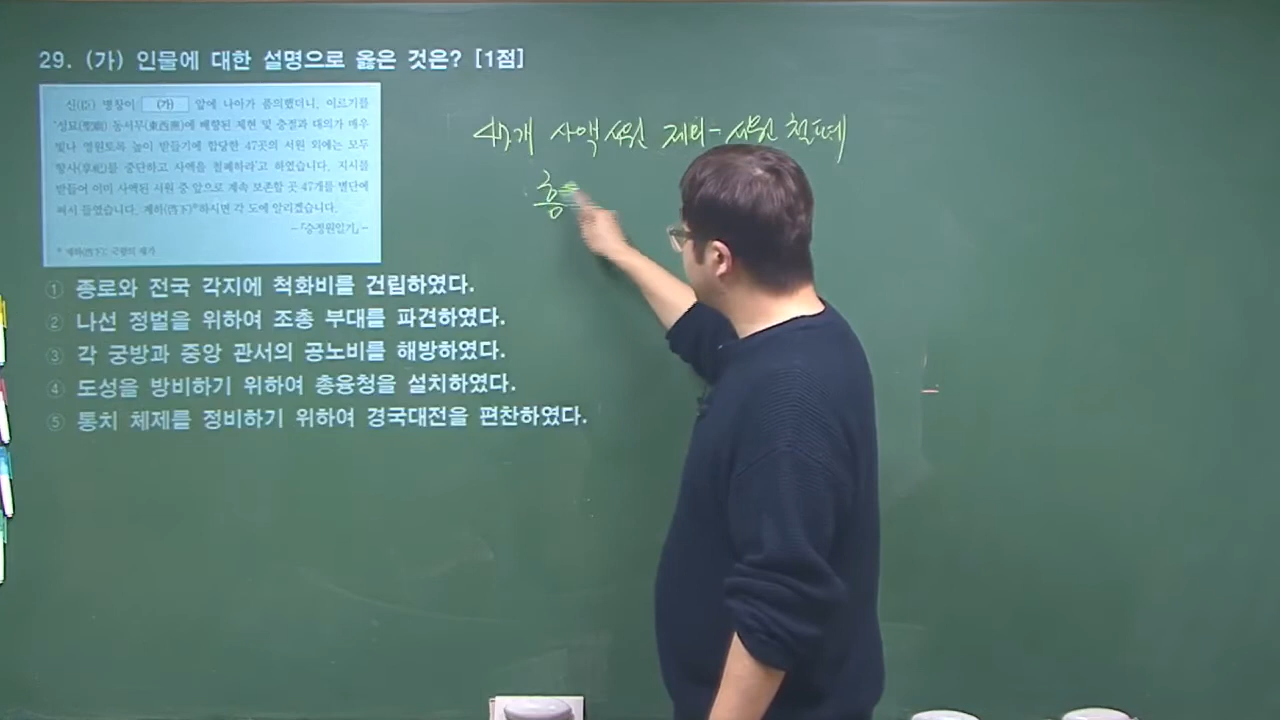 29. (가) 인물에 대한 설명으로 옳은 것은? [1점]
신(臣) 병창이 (가) 앞에 나아가 품의했더니, 이르기를
'성묘(聖廟) 동서무(東西廡)에 배향된 제현 및 충절과 대의가 매우
빛나 영원토록 높이 받들기에 합당한 47곳의 서원 외에는 모두
향사(享祀)를 중단하고 사액을 철폐하라'고 하였습니다. 지시를
받들어 이미 사액된 서원 중 앞으로 계속 보존할 곳 47개를 별단에
써서 들였습니다. 계하(啓下)*하시면 각 도에 알리겠습니다.
-「승정원일기」-
* 계하(啓下): 국왕의 재가
① 종로와 전국 각지에 척화비를 건립하였다.
② 나선 정벌을 위하여 조총 부대를 파견하였다.
③ 각 궁방과 중앙 관서의 공노비를 해방하였다.
④ 도성을 방비하기 위하여 총융청을 설치하였다.
⑤ 통치 체제를 정비하기 위하여 경국대전을 편찬하였다.
47개 사액서원 제외 - 서원 철폐
흥